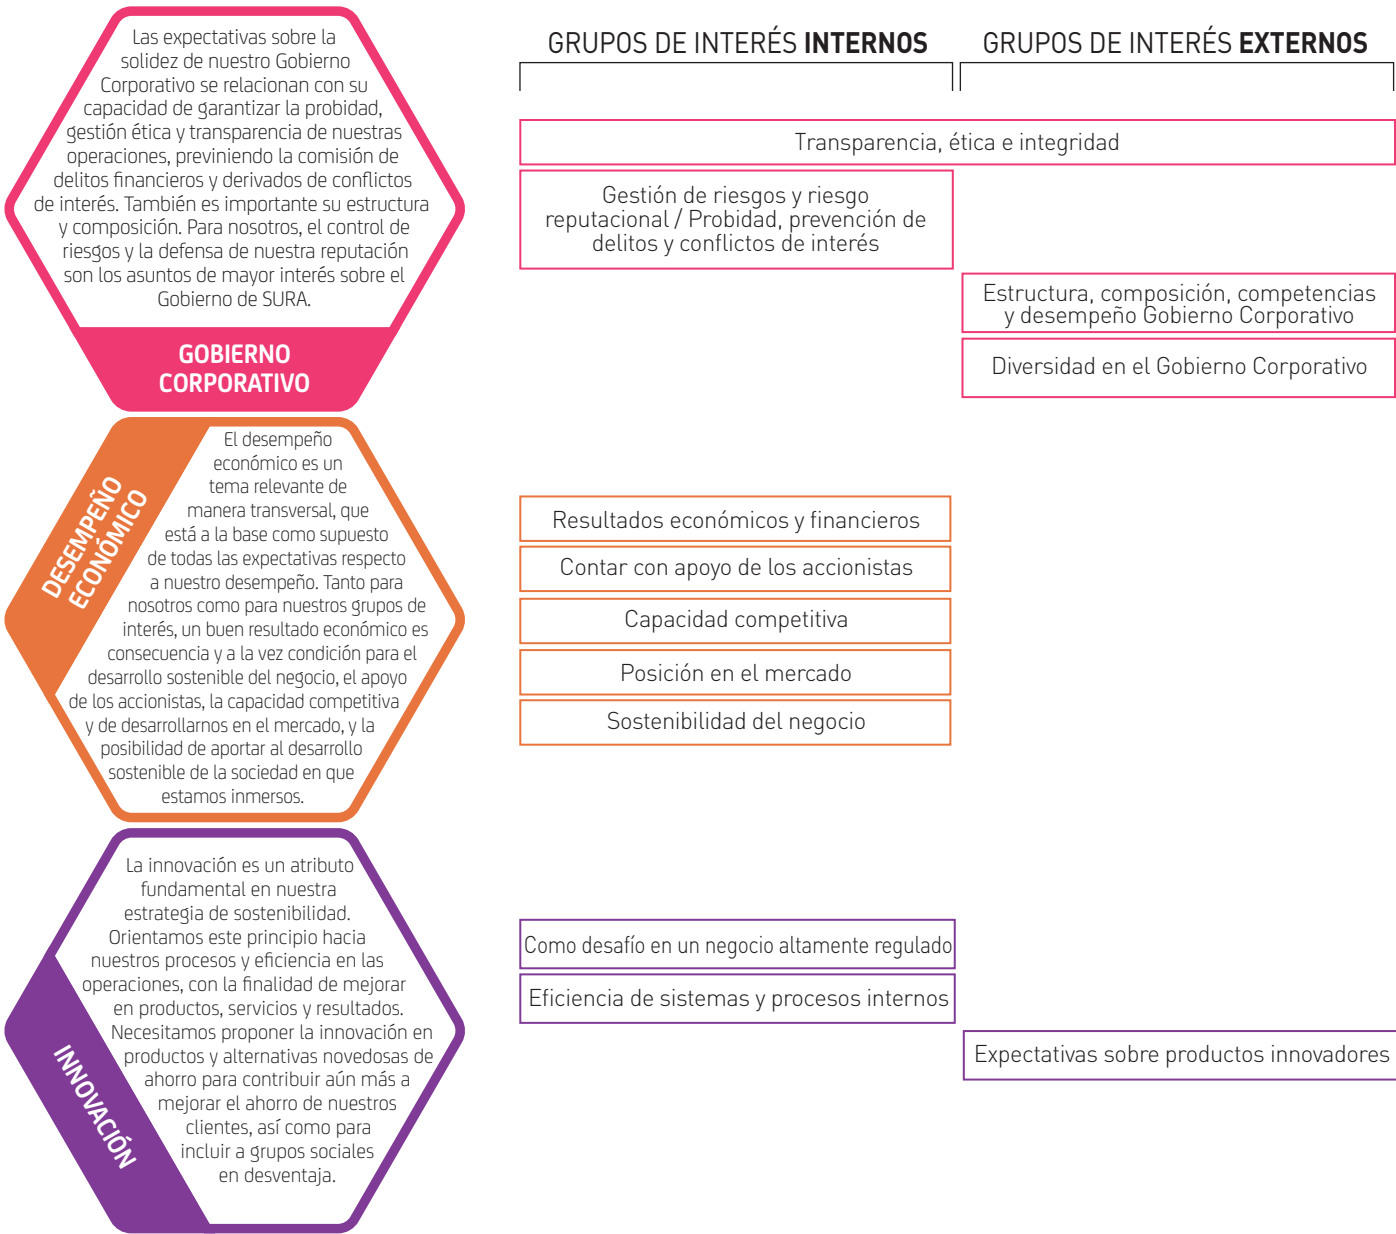 Las expectativas sobre la
solidez de nuestro Gobierno
Corporativo se relacionan con su
capacidad de garantizar la probidad,
gestión ética y transparencia de nuestras
operaciones, previniendo la comisión de
delitos financieros y derivados de conflictos
de interés. También es importante su estructura
y composición. Para nosotros, el control de
riesgos y la defensa de nuestra reputación
son los asuntos de mayor interés sobre el
Gobierno de SURA.
GOBIERNO
CORPORATIVO
GRUPOS DE INTERÉS INTERNOS
GRUPOS DE INTERÉS EXTERNOS
Transparencia, ética e integridad
Gestión de riesgos y riesgo
reputacional / Probidad, prevención de
delitos y conflictos de interés
Estructura, composición, competencias
y desempeño Gobierno Corporativo
Diversidad en el Gobierno Corporativo
DESEMPEÑO
ECONÓMICO
El desempeño
económico es un
tema relevante de
manera transversal, que
está a la base como supuesto
de todas las expectativas respecto
a nuestro desempeño. Tanto para
nosotros como para nuestros grupos de
interés, un buen resultado económico es
consecuencia y a la vez condición para el
desarrollo sostenible del negocio, el apoyo
de los accionistas, la capacidad competitiva
y de desarrollarnos en el mercado, y la
posibilidad de aportar al desarrollo
sostenible de la sociedad en que
estamos inmersos.
Resultados económicos y financieros
Contar con apoyo de los accionistas
Capacidad competitiva
Posición en el mercado
Sostenibilidad del negocio
La innovación es un atributo
fundamental en nuestra
estrategia de sostenibilidad.
Orientamos este principio hacia
nuestros procesos y eficiencia en las
operaciones, con la finalidad de mejorar
en productos, servicios y resultados.
Necesitamos proponer la innovación en
productos y alternativas novedosas de
ahorro para contribuir aún más a
mejorar el ahorro de nuestros
clientes, así como para
incluir a grupos sociales
en desventaja.
INNOVACIÓN
Como desafío en un negocio altamente regulado
Eficiencia de sistemas y procesos internos
Expectativas sobre productos innovadores